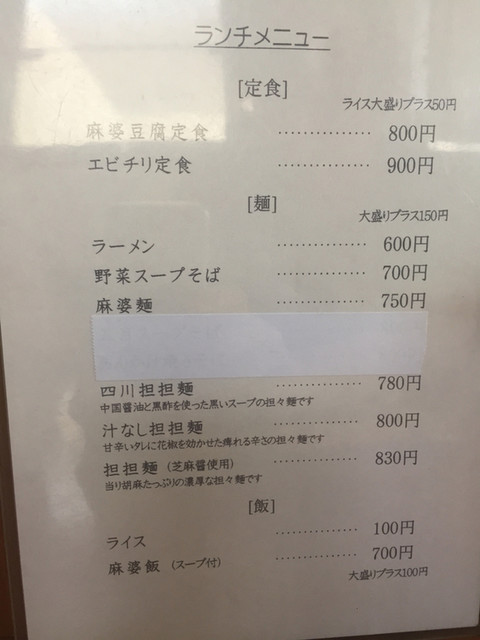 ランチメニュー
[定食]
ライス大盛りプラス50円
麻婆豆腐定食 ・・・・・・・・・・・・・・ 800円
エビチリ定食 ・・・・・・・・・・・・・・ 900円
[麺]
大盛りプラス150円
ラーメン ・・・・・・・・・・・・・・ 600円
野菜スープそば ・・・・・・・・・・・・・・ 700円
麻婆麺 ・・・・・・・・・・・・・・ 750円
四川担担麺 ・・・・・・・・・・・・・・ 780円
中国醤油と黒酢を使った黒いスープの担々麺です
汁なし担担麺 ・・・・・・・・・・・・・・ 800円
甘辛いタレに花椒を効かせた痺れる辛さの担々麺です
担担麺（芝麻醤使用） ・・・・・・・・・・・・・・ 830円
当り胡麻たっぷりの濃厚な担々麺です
[飯]
ライス ・・・・・・・・・・・・・・ 100円
麻婆飯（スープ付） ・・・・・・・・・・・・・・ 700円
大盛りプラス100円